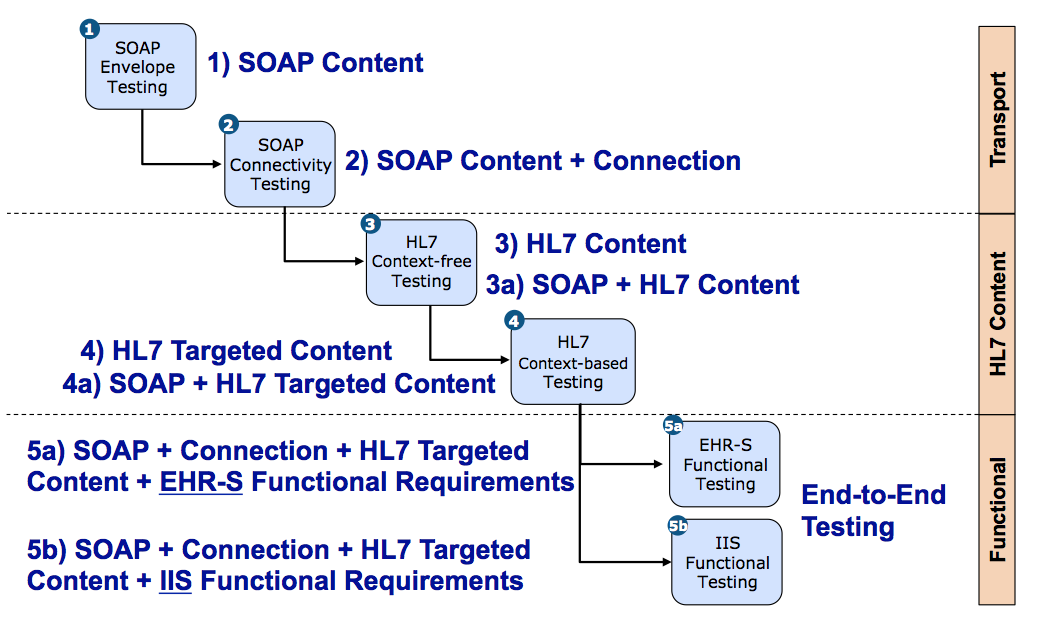 1
SOAP
Envelope
Testing
1) SOAP Content
2
SOAP
Connectivity
Testing
2) SOAP Content + Connection
Transport
3
HL7
Context-free
Testing
3) HL7 Content
3a) SOAP + HL7 Content
4
HL7
Context-based
Testing
4) HL7 Targeted Content
4a) SOAP + HL7 Targeted Content
HL7 Content
5a) SOAP + Connection + HL7 Targeted
Content + EHR-S Functional Requirements
5a
EHR-S
Functional
Testing
5b) SOAP + Connection + HL7 Targeted
Content + IIS Functional Requirements
5b
IIS
Functional
Testing
End-to-End
Testing
Functional